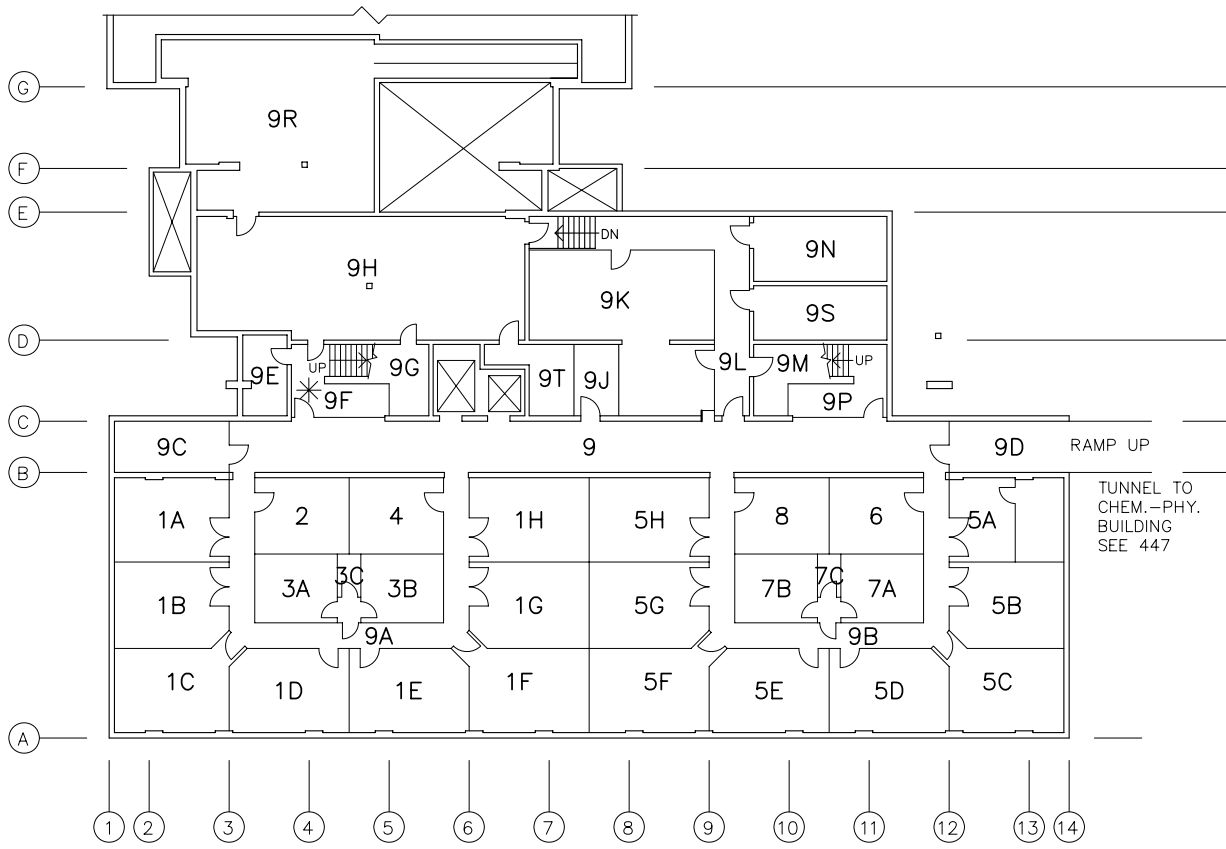 G
9R
F
E
DN
9N
9H
9K
9S
D
UP
9G
9E
9L
9M
UP
9T
9J
9F
9P
C
9C
9
9D
RAMP UP
B
TUNNEL TO
CHEM.-PHY.
BUILDING
SEE 447
1A
2
4
1H
5H
8
6
5A
3C
7C
3A
3B
7B
7A
1B
1G
5G
5B
9A
9B
1C
1D
1E
1F
5F
5E
5D
5C
A
1
2
3
4
5
6
7
8
9
10
11
12
13
14